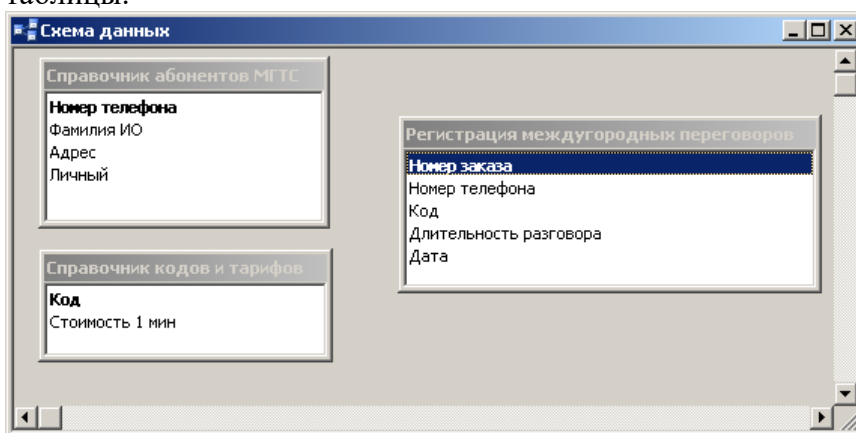 таблицы.
Схема данных
Справочник абонентов МГТС
Номер телефона
Фамилия ИО
Адрес
Личный
Регистрация междугородных переговоров
Номер заказа
Номер телефона
Код
Длительность разговора
Дата
Справочник кодов и тарифов
Код
Стоимость 1 мин